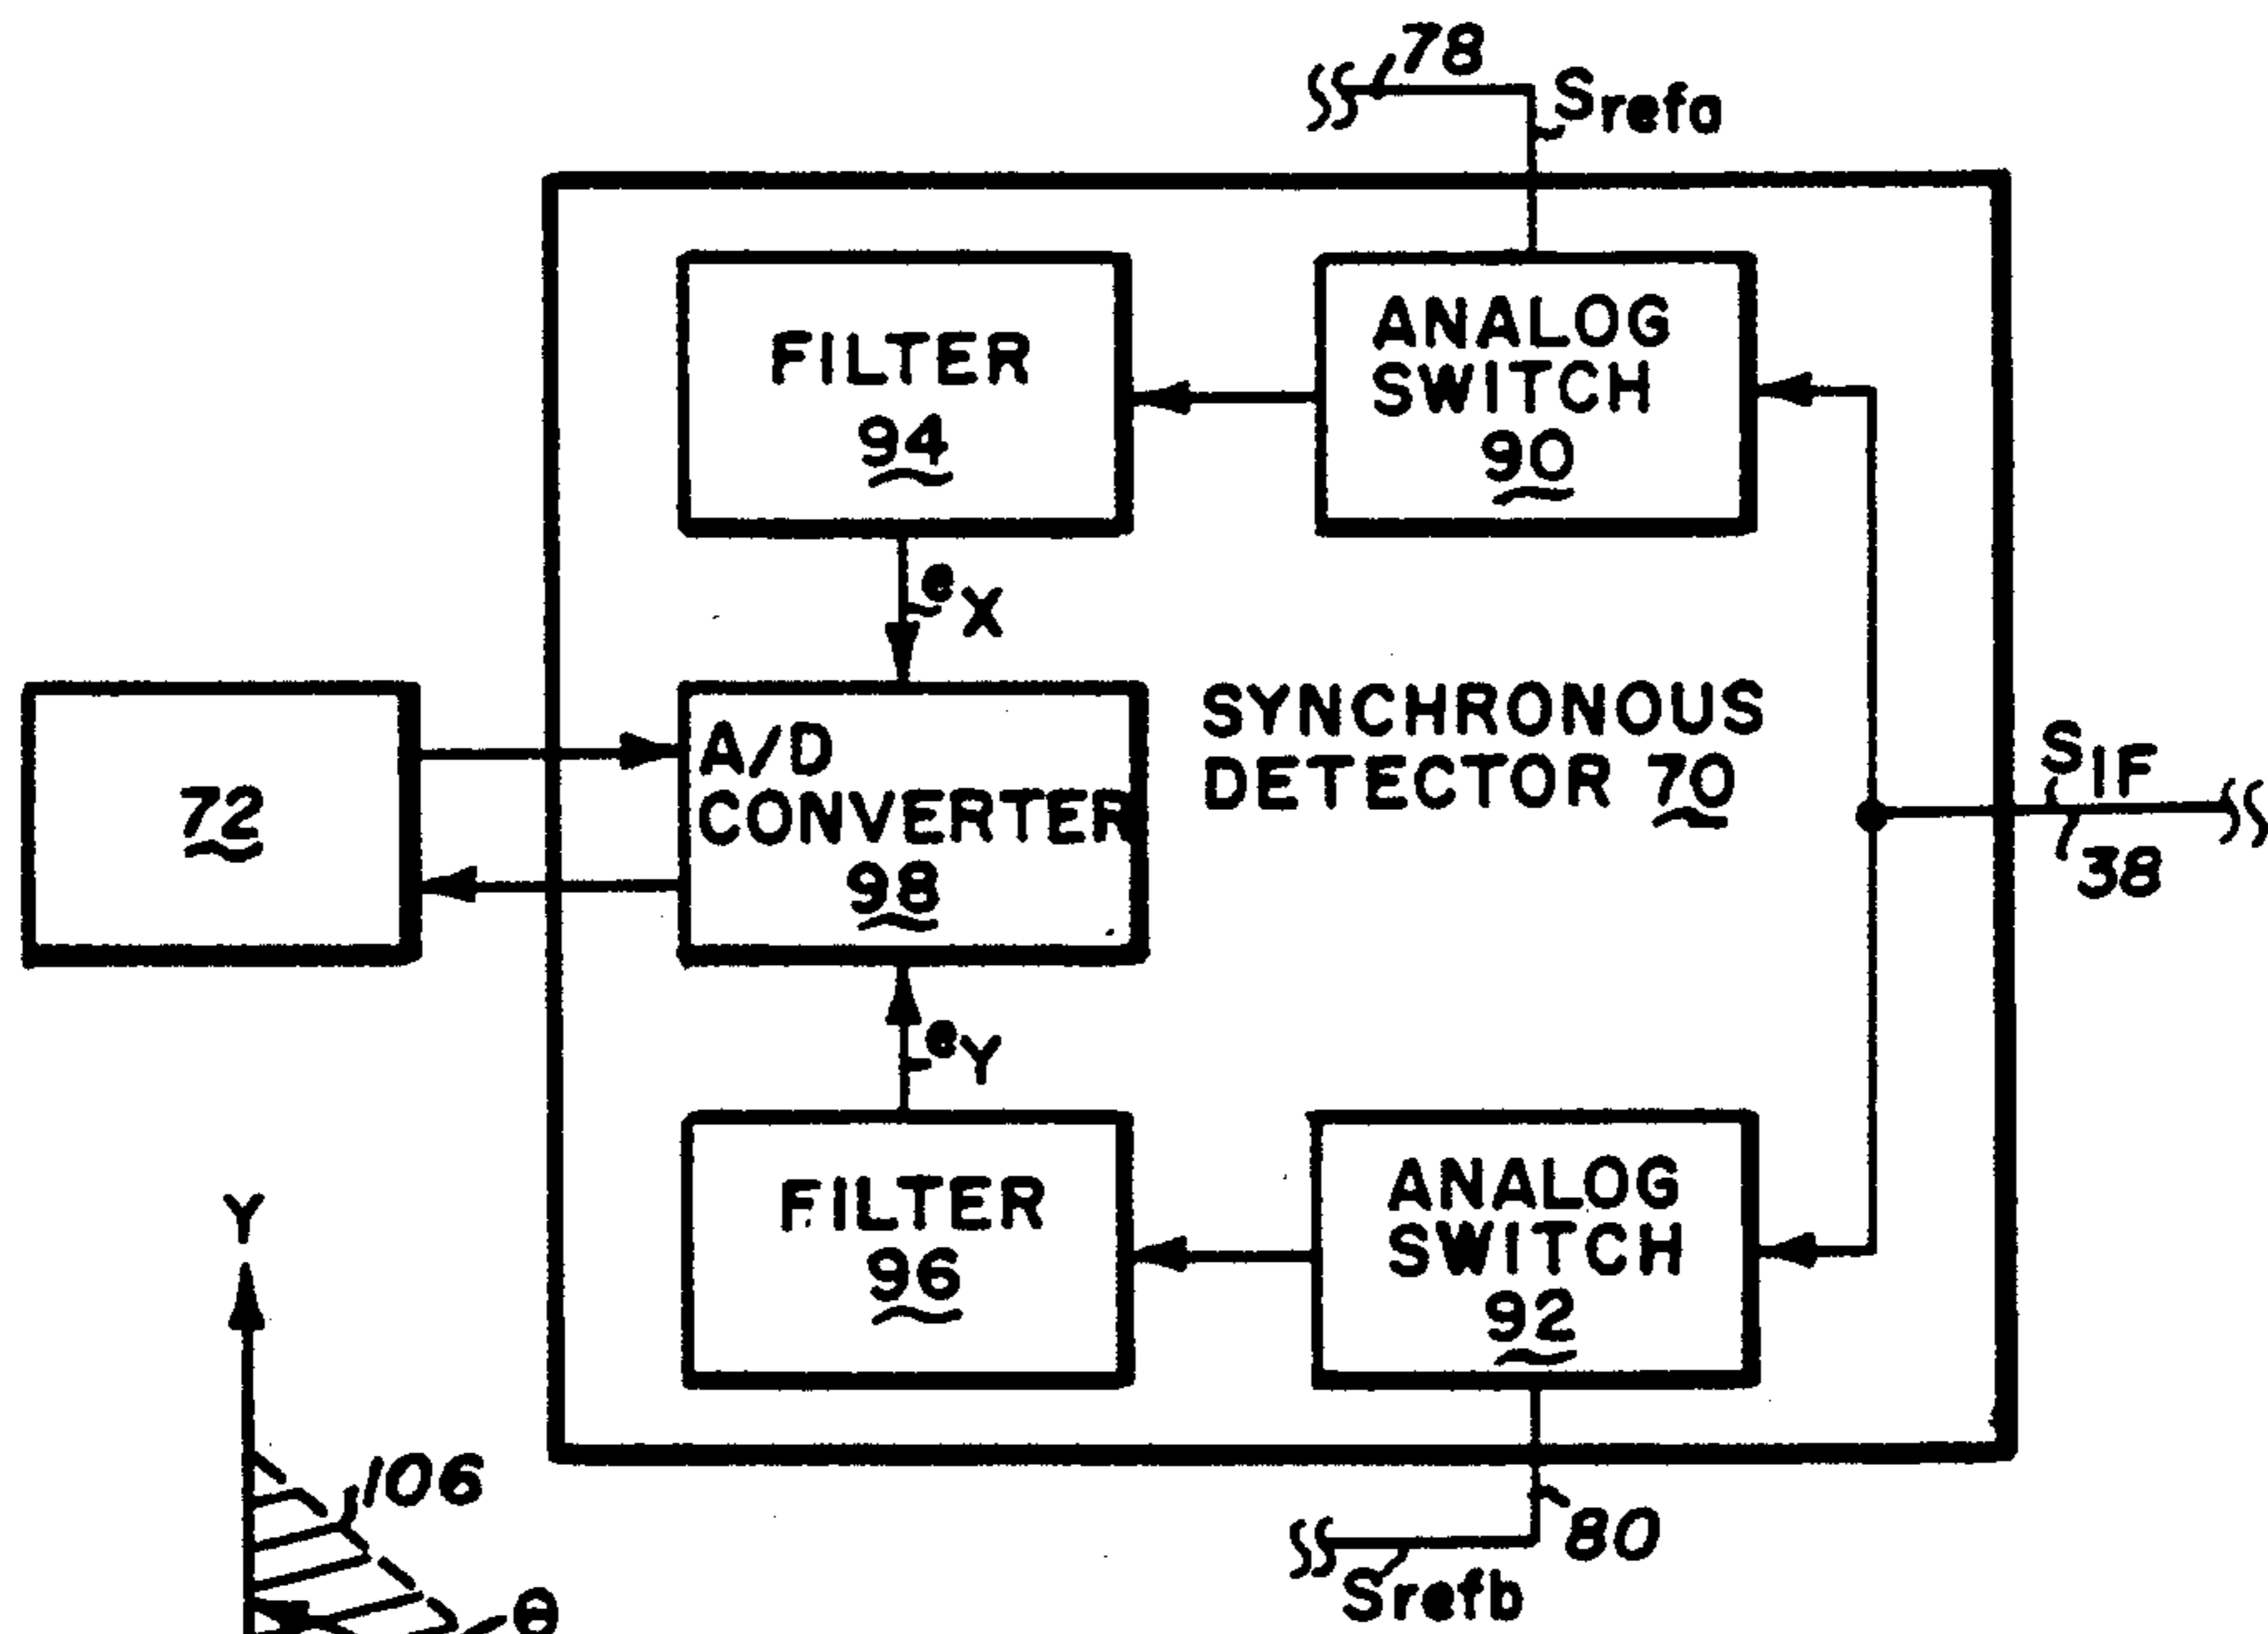 78
Srefa
FILTER
94
ANALOG
SWITCH
90
eX
72
A/D
CONVERTER
98
SYNCHRONOUS
DETECTOR 70
SIF
38
eY
FILTER
96
ANALOG
SWITCH
92
Y
106
θ
80
Srefb